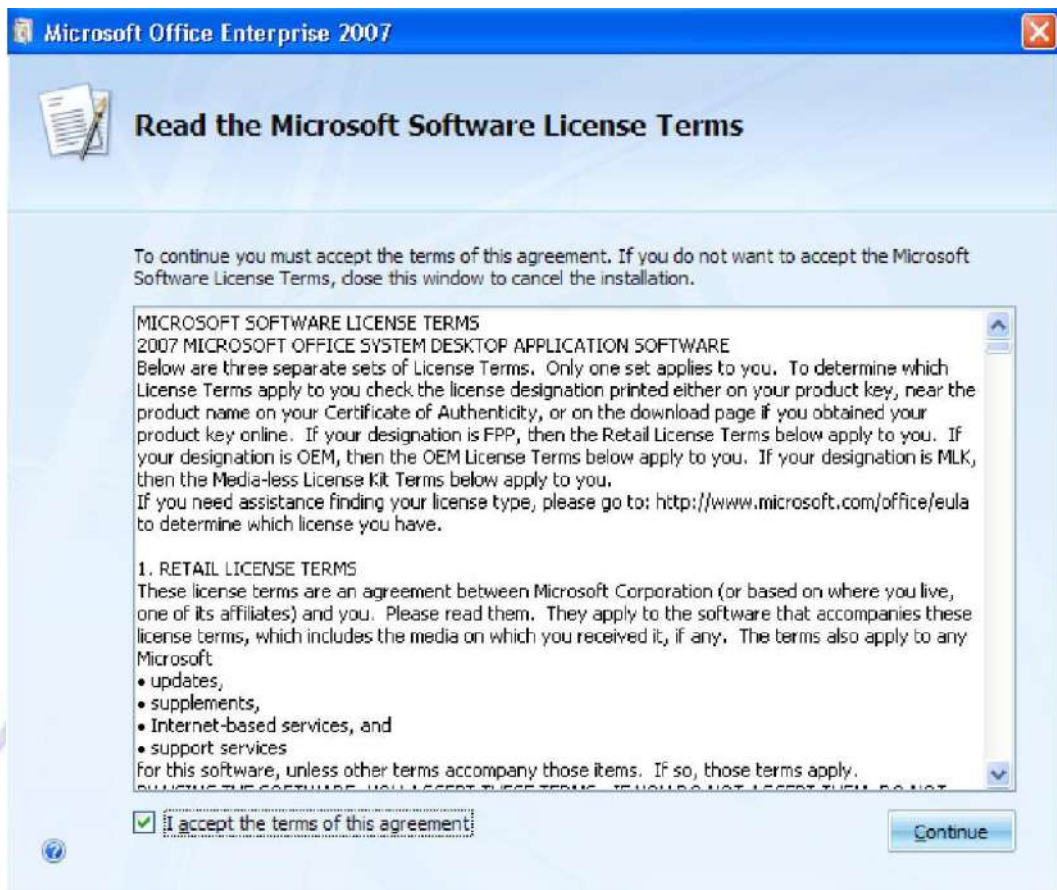 Microsoft Office Enterprise 2007
Read the Microsoft Software License Terms
To continue you must accept the terms of this agreement. If you do not want to accept the Microsoft
Software License Terms, close this window to cancel the installation.
MICROSOFT SOFTWARE LICENSE TERMS
2007 MICROSOFT OFFICE SYSTEM DESKTOP APPLICATION SOFTWARE
Below are three separate sets of License Terms. Only one set applies to you. To determine which
License Terms apply to you check the license designation printed either on your product key, near the
product name on your Certificate of Authenticity, or on the download page if you obtained your
product key online. If your designation is FPP, then the Retail License Terms below apply to you. If
your designation is OEM, then the OEM License Terms below apply to you. If your designation is MLK,
then the Media-less License Kit Terms below apply to you.
If you need assistance finding your license type, please go to: http://www.microsoft.com/office/eula
to determine which license you have.
1. RETAIL LICENSE TERMS
These license terms are an agreement between Microsoft Corporation (or based on where you live,
one of its affiliates) and you. Please read them. They apply to the software that accompanies these
license terms, which includes the media on which you received it, if any. The terms also apply to any
Microsoft
• updates,
• supplements,
• Internet-based services, and
• support services
for this software, unless other terms accompany those items. If so, those terms apply.
I accept the terms of this agreement
Continue